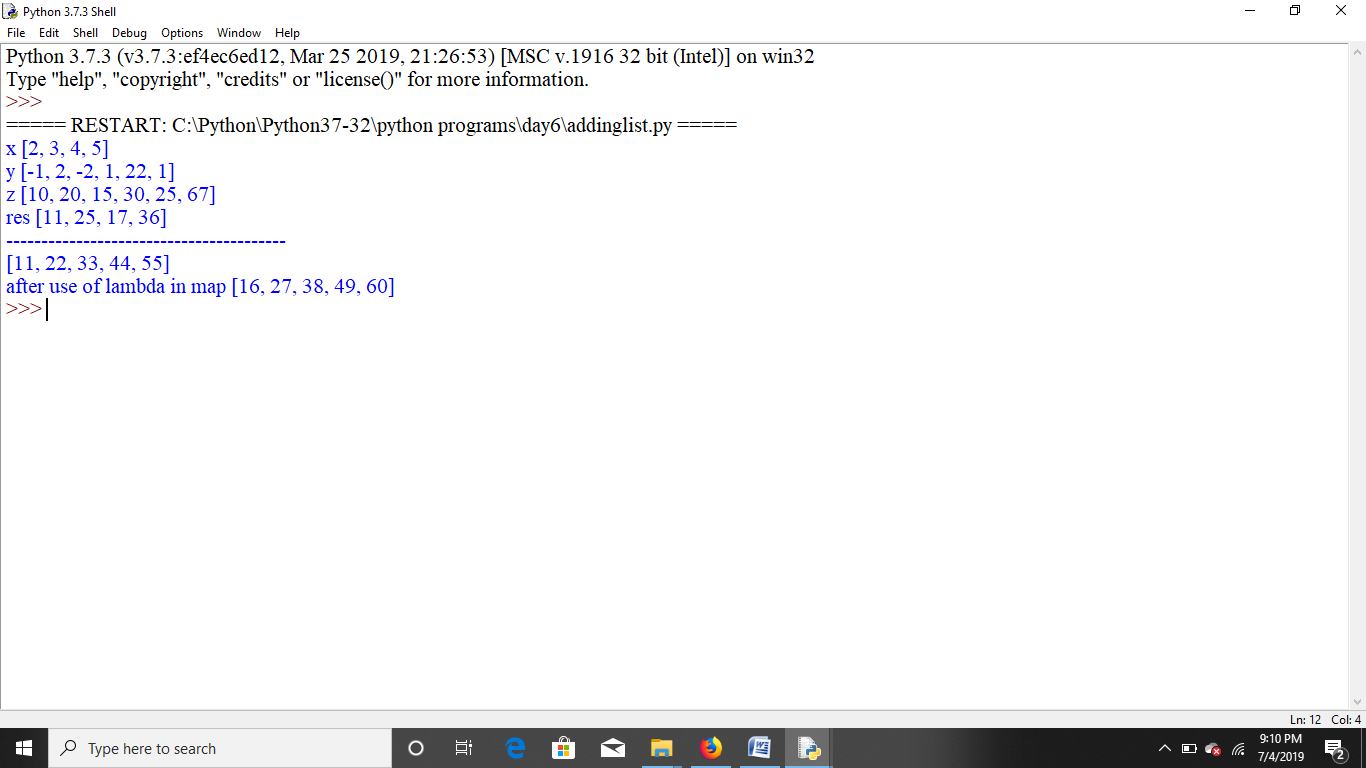 Python 3.7.3 Shell
File Edit Shell Debug Options Window Help
Python 3.7.3 (v3.7.3:ef4ec6ed12, Mar 25 2019, 21:26:53) [MSC v.1916 32 bit (Intel)] on win32
Type "help", "copyright", "credits" or "license()" for more information.
>>>
===== RESTART: C:\Python\Python37-32\python programs\day6\addinglist.py =====
x [2, 3, 4, 5]
y [-1, 2, -2, 1, 22, 1]
z [10, 20, 15, 30, 25, 67]
res [11, 25, 17, 36]
----------------------------------------
[11, 22, 33, 44, 55]
after use of lambda in map [16, 27, 38, 49, 60]
>>>
Ln: 12 Col: 4
Type here to search
9:10 PM
7/4/2019
2